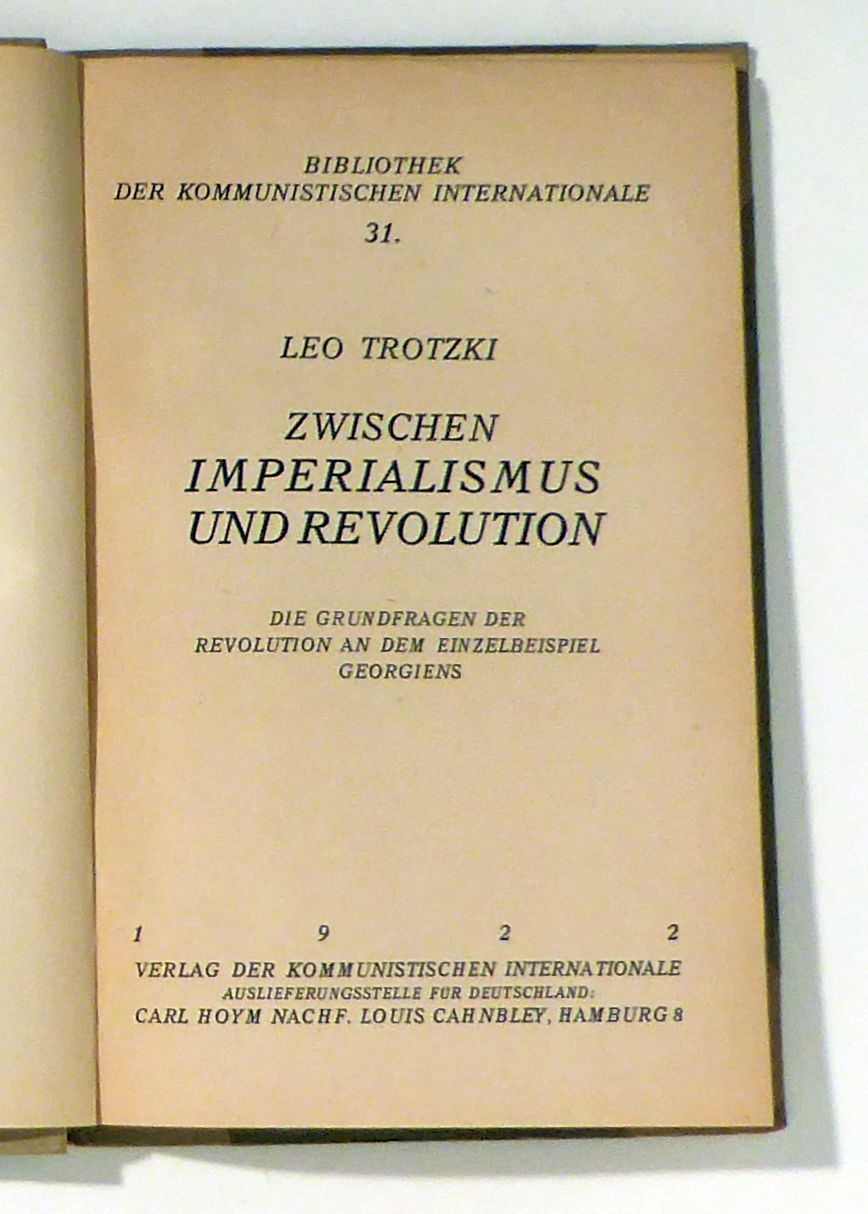 BIBLIOTHEK
DER KOMMUNISTISCHEN INTERNATIONALE
31.
LEO TROTZKI
ZWISCHEN
IMPERIALISMUS
UND REVOLUTION
DIE GRUNDFRAGEN DER
REVOLUTION AN DEM EINZELBEISPIEL
GEORGIENS
1 9 2 2
VERLAG DER KOMMUNISTISCHEN INTERNATIONALE
AUSLIEFERUNGSSTELLE FÜR DEUTSCHLAND:
CARL HOYM NACHF. LOUIS CAHNBLEY, HAMBURG 8